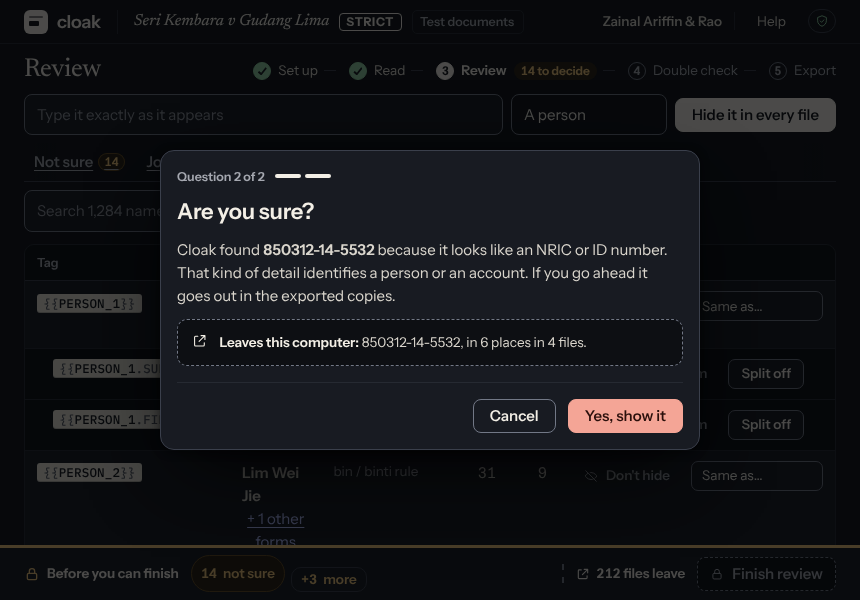 cloak
Seri Kembara v Gudang Lima
STRICT
Test documents
Zainal Ariffin & Rao
Help
Review
Set up
Read
3 Review
14 to decide
4 Double check
5 Export
Type it exactly as it appears
A person
Hide it in every file
Not sure 14
Search 1,284
Tag
{{PERSON_1}}
Same as...
Split off
Split off
Question 2 of 2
Are you sure?
Cloak found 850312-14-5532 because it looks like an NRIC or ID number.
That kind of detail identifies a person or an account. If you go ahead it
goes out in the exported copies.
Leaves this computer: 850312-14-5532, in 6 places in 4 files.
Cancel
Yes, show it
{{PERSON_2}}
Lim Wei
Jie
+ 1 other
forms
bin / binti rule
31
9
Don't hide
Same as...
Before you can finish
14 not sure
+3 more
212 files leave
Finish review